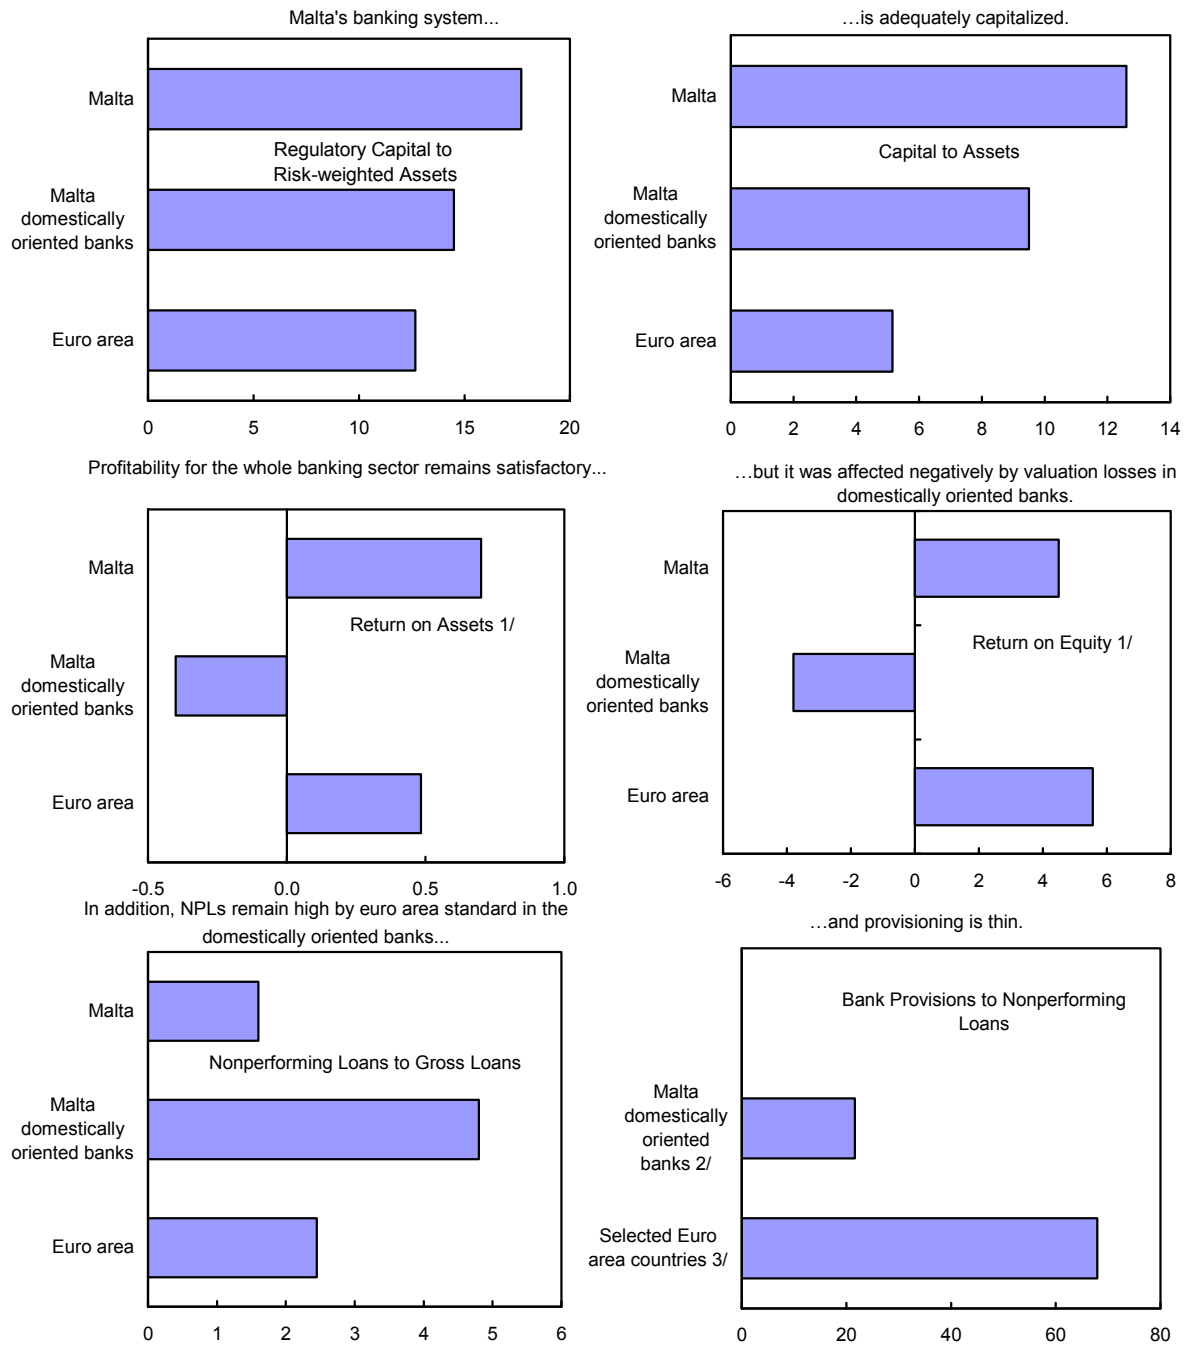 Malta's banking system...
Malta
Regulatory Capital to
Risk-weighted Assets
Malta
domestically
oriented banks
Euro area
0 5 10 15 20
…is adequately capitalized.
Malta
Capital to Assets
Malta
domestically
oriented banks
Euro area
0 2 4 6 8 10 12 14
Profitability for the whole banking sector remains satisfactory...
Malta
Return on Assets 1/
Malta
domestically
oriented banks
Euro area
-0.5 0.0 0.5 1.0
…but it was affected negatively by valuation losses in
domestically oriented banks.
Malta
Return on Equity 1/
Malta
domestically
oriented banks
Euro area
-6 -4 -2 0 2 4 6 8
In addition, NPLs remain high by euro area standard in the
domestically oriented banks...
Malta
Nonperforming Loans to Gross Loans
Malta
domestically
oriented banks
Euro area
0 1 2 3 4 5 6
…and provisioning is thin.
Bank Provisions to Nonperforming
Loans
Malta
domestically
oriented
banks 2/
Selected Euro
area countries 3/
0 20 40 60 80